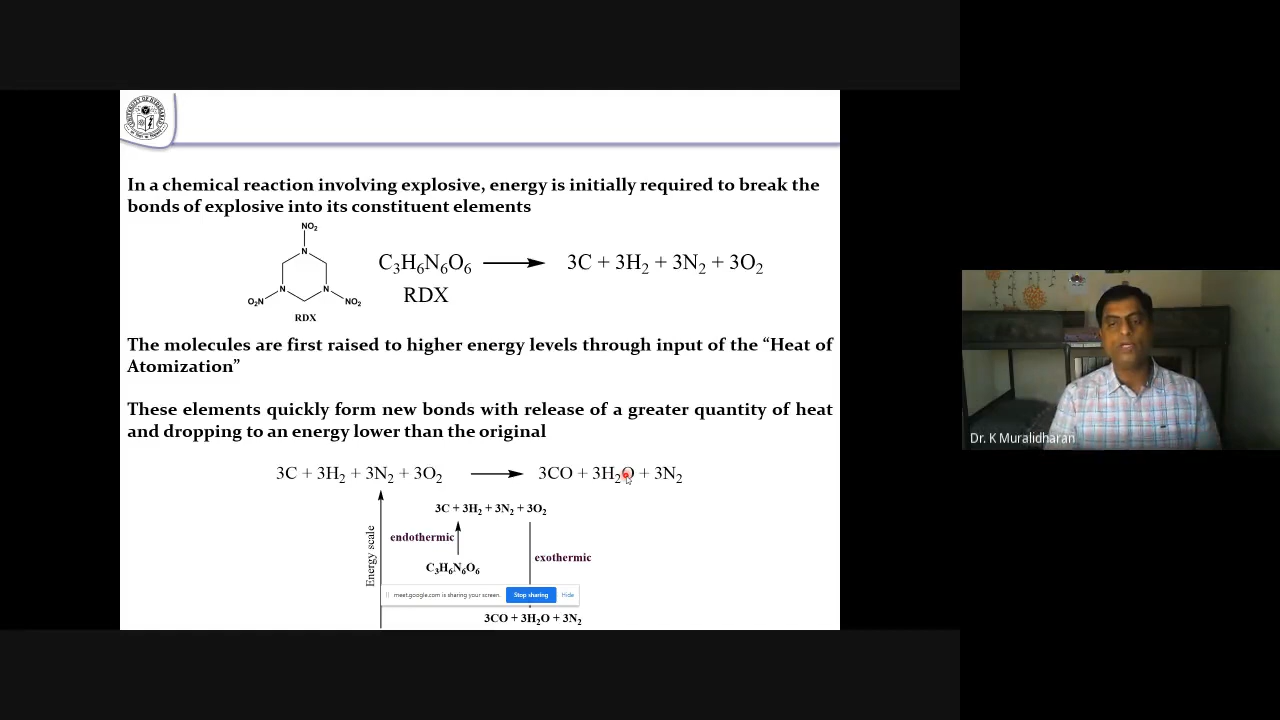 UNIVERSITY OF HYDERABAD
In a chemical reaction involving explosive, energy is initially required to break the
bonds of explosive into its constituent elements
NO₂
N
N
N
O₂N
NO₂
RDX
C₃H₆N₆O₆ → 3C + 3H₂ + 3N₂ + 3O₂
RDX
The molecules are first raised to higher energy levels through input of the “Heat of
Atomization”
These elements quickly form new bonds with release of a greater quantity of heat
and dropping to an energy lower than the original
3C + 3H₂ + 3N₂ + 3O₂ → 3CO + 3H₂O + 3N₂
Energy scale
3C + 3H₂ + 3N₂ + 3O₂
endothermic
exothermic
C₃H₆N₆O₆
meet.google.com is sharing your screen. Stop sharing Hide
3CO + 3H₂O + 3N₂
Dr. K Muralidharan